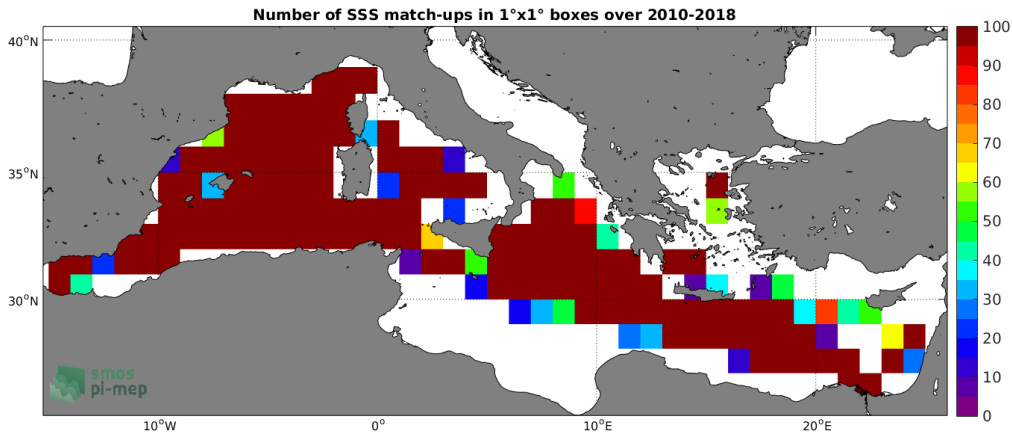 Number of SSS match-ups in 1°x1° boxes over 2010-2018
40°N
35°N
30°N
10°W
0°
10°E
20°E
100
90
80
70
60
50
40
30
20
10
0
smos
pi-mep